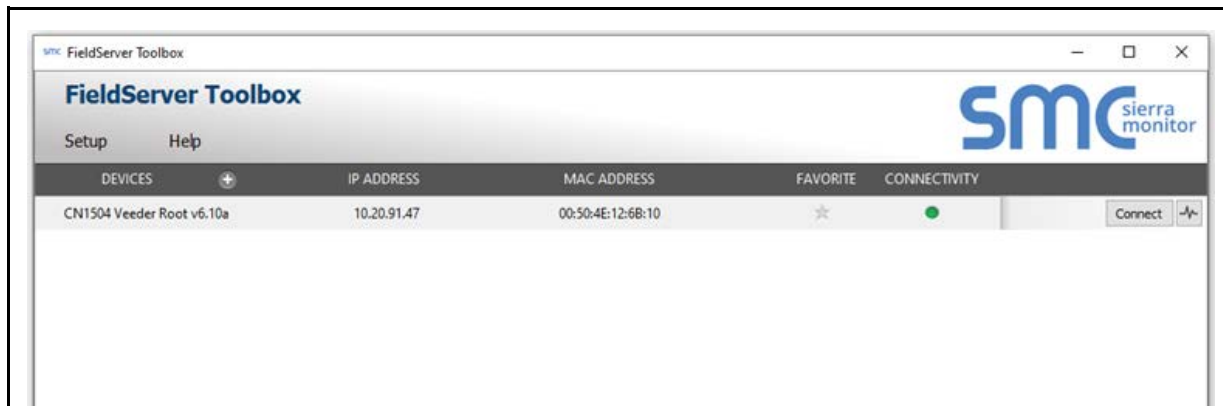 smc FieldServer Toolbox
FieldServer Toolbox
smc sierra monitor
Setup Help
DEVICES IP ADDRESS MAC ADDRESS FAVORITE CONNECTIVITY
CN1504 Veeder Root v6.10a 10.20.91.47 00:50:4E:12:6B:10 Connect